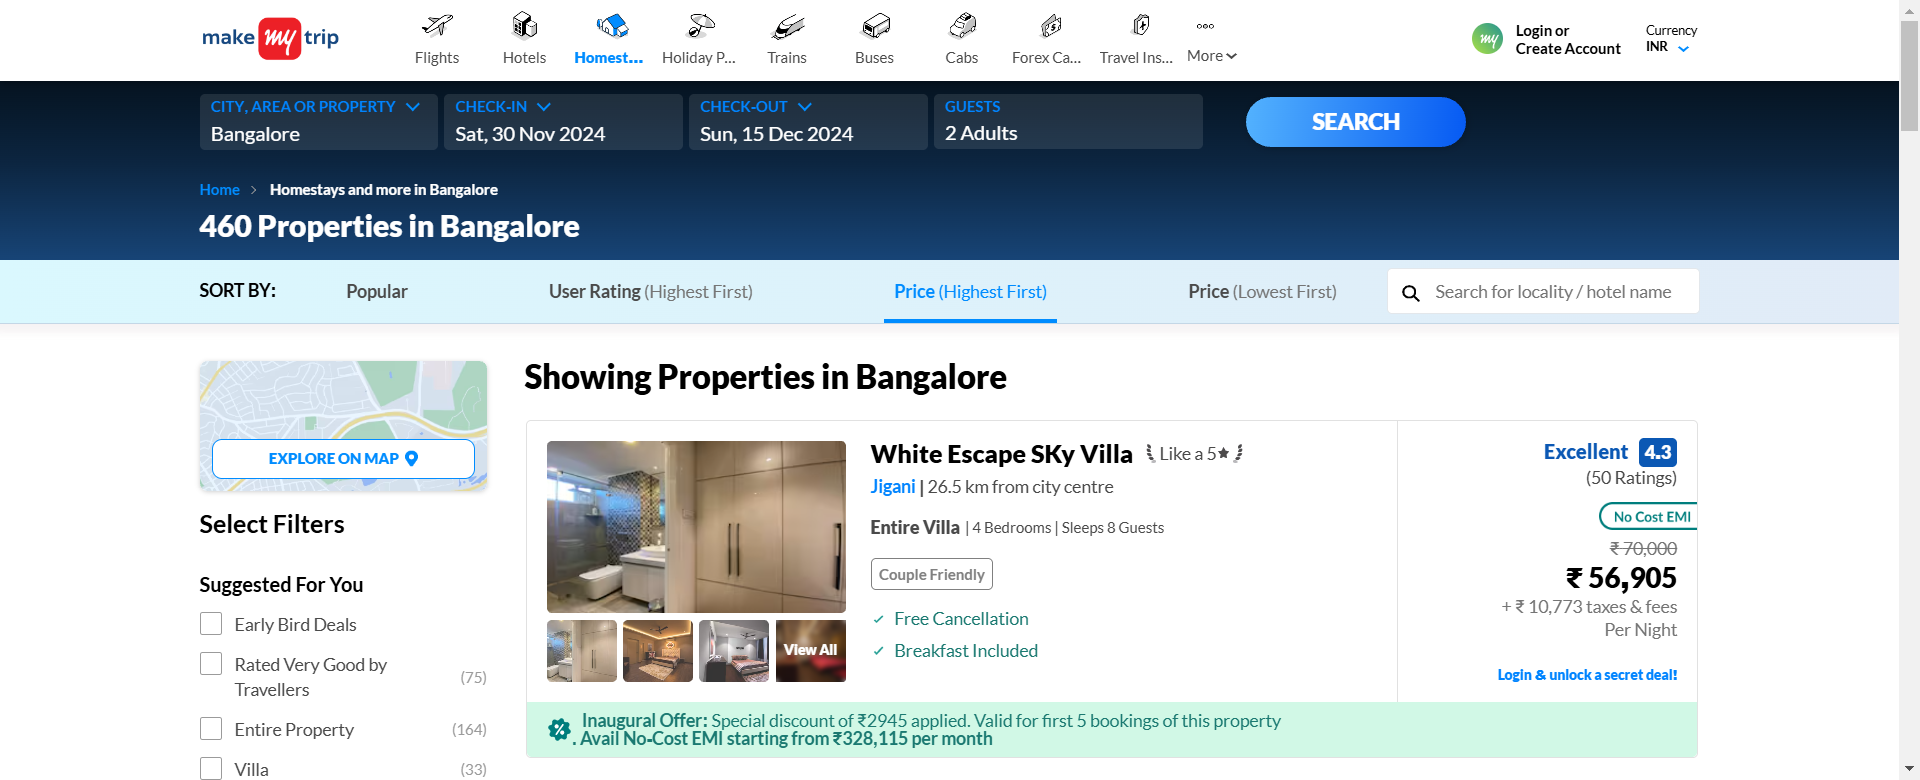 make my trip
Flights
Hotels
Homest...
Holiday P...
Trains
Buses
Cabs
Forex Ca...
Travel Ins...
More
my
Login or
Create Account
Currency
INR
CITY, AREA OR PROPERTY
Bangalore
CHECK-IN
Sat, 30 Nov 2024
CHECK-OUT
Sun, 15 Dec 2024
GUESTS
2 Adults
SEARCH
Home > Homestays and more in Bangalore
460 Properties in Bangalore
SORT BY:
Popular
User Rating (Highest First)
Price (Highest First)
Price (Lowest First)
Search for locality / hotel name
EXPLORE ON MAP
Select Filters
Suggested For You
Early Bird Deals
Rated Very Good by
Travellers
(75)
Entire Property (164)
Villa (33)
Showing Properties in Bangalore
View All
White Escape SKy Villa
Like a 5★
Jigani | 26.5 km from city centre
Entire Villa | 4 Bedrooms | Sleeps 8 Guests
Couple Friendly
Free Cancellation
Breakfast Included
Excellent 4.3
(50 Ratings)
No Cost EMI
₹ 70,000
₹ 56,905
+ ₹ 10,773 taxes & fees
Per Night
Login & unlock a secret deal!
Inaugural Offer: Special discount of ₹2945 applied. Valid for first 5 bookings of this property
. Avail No-Cost EMI starting from ₹328,115 per month